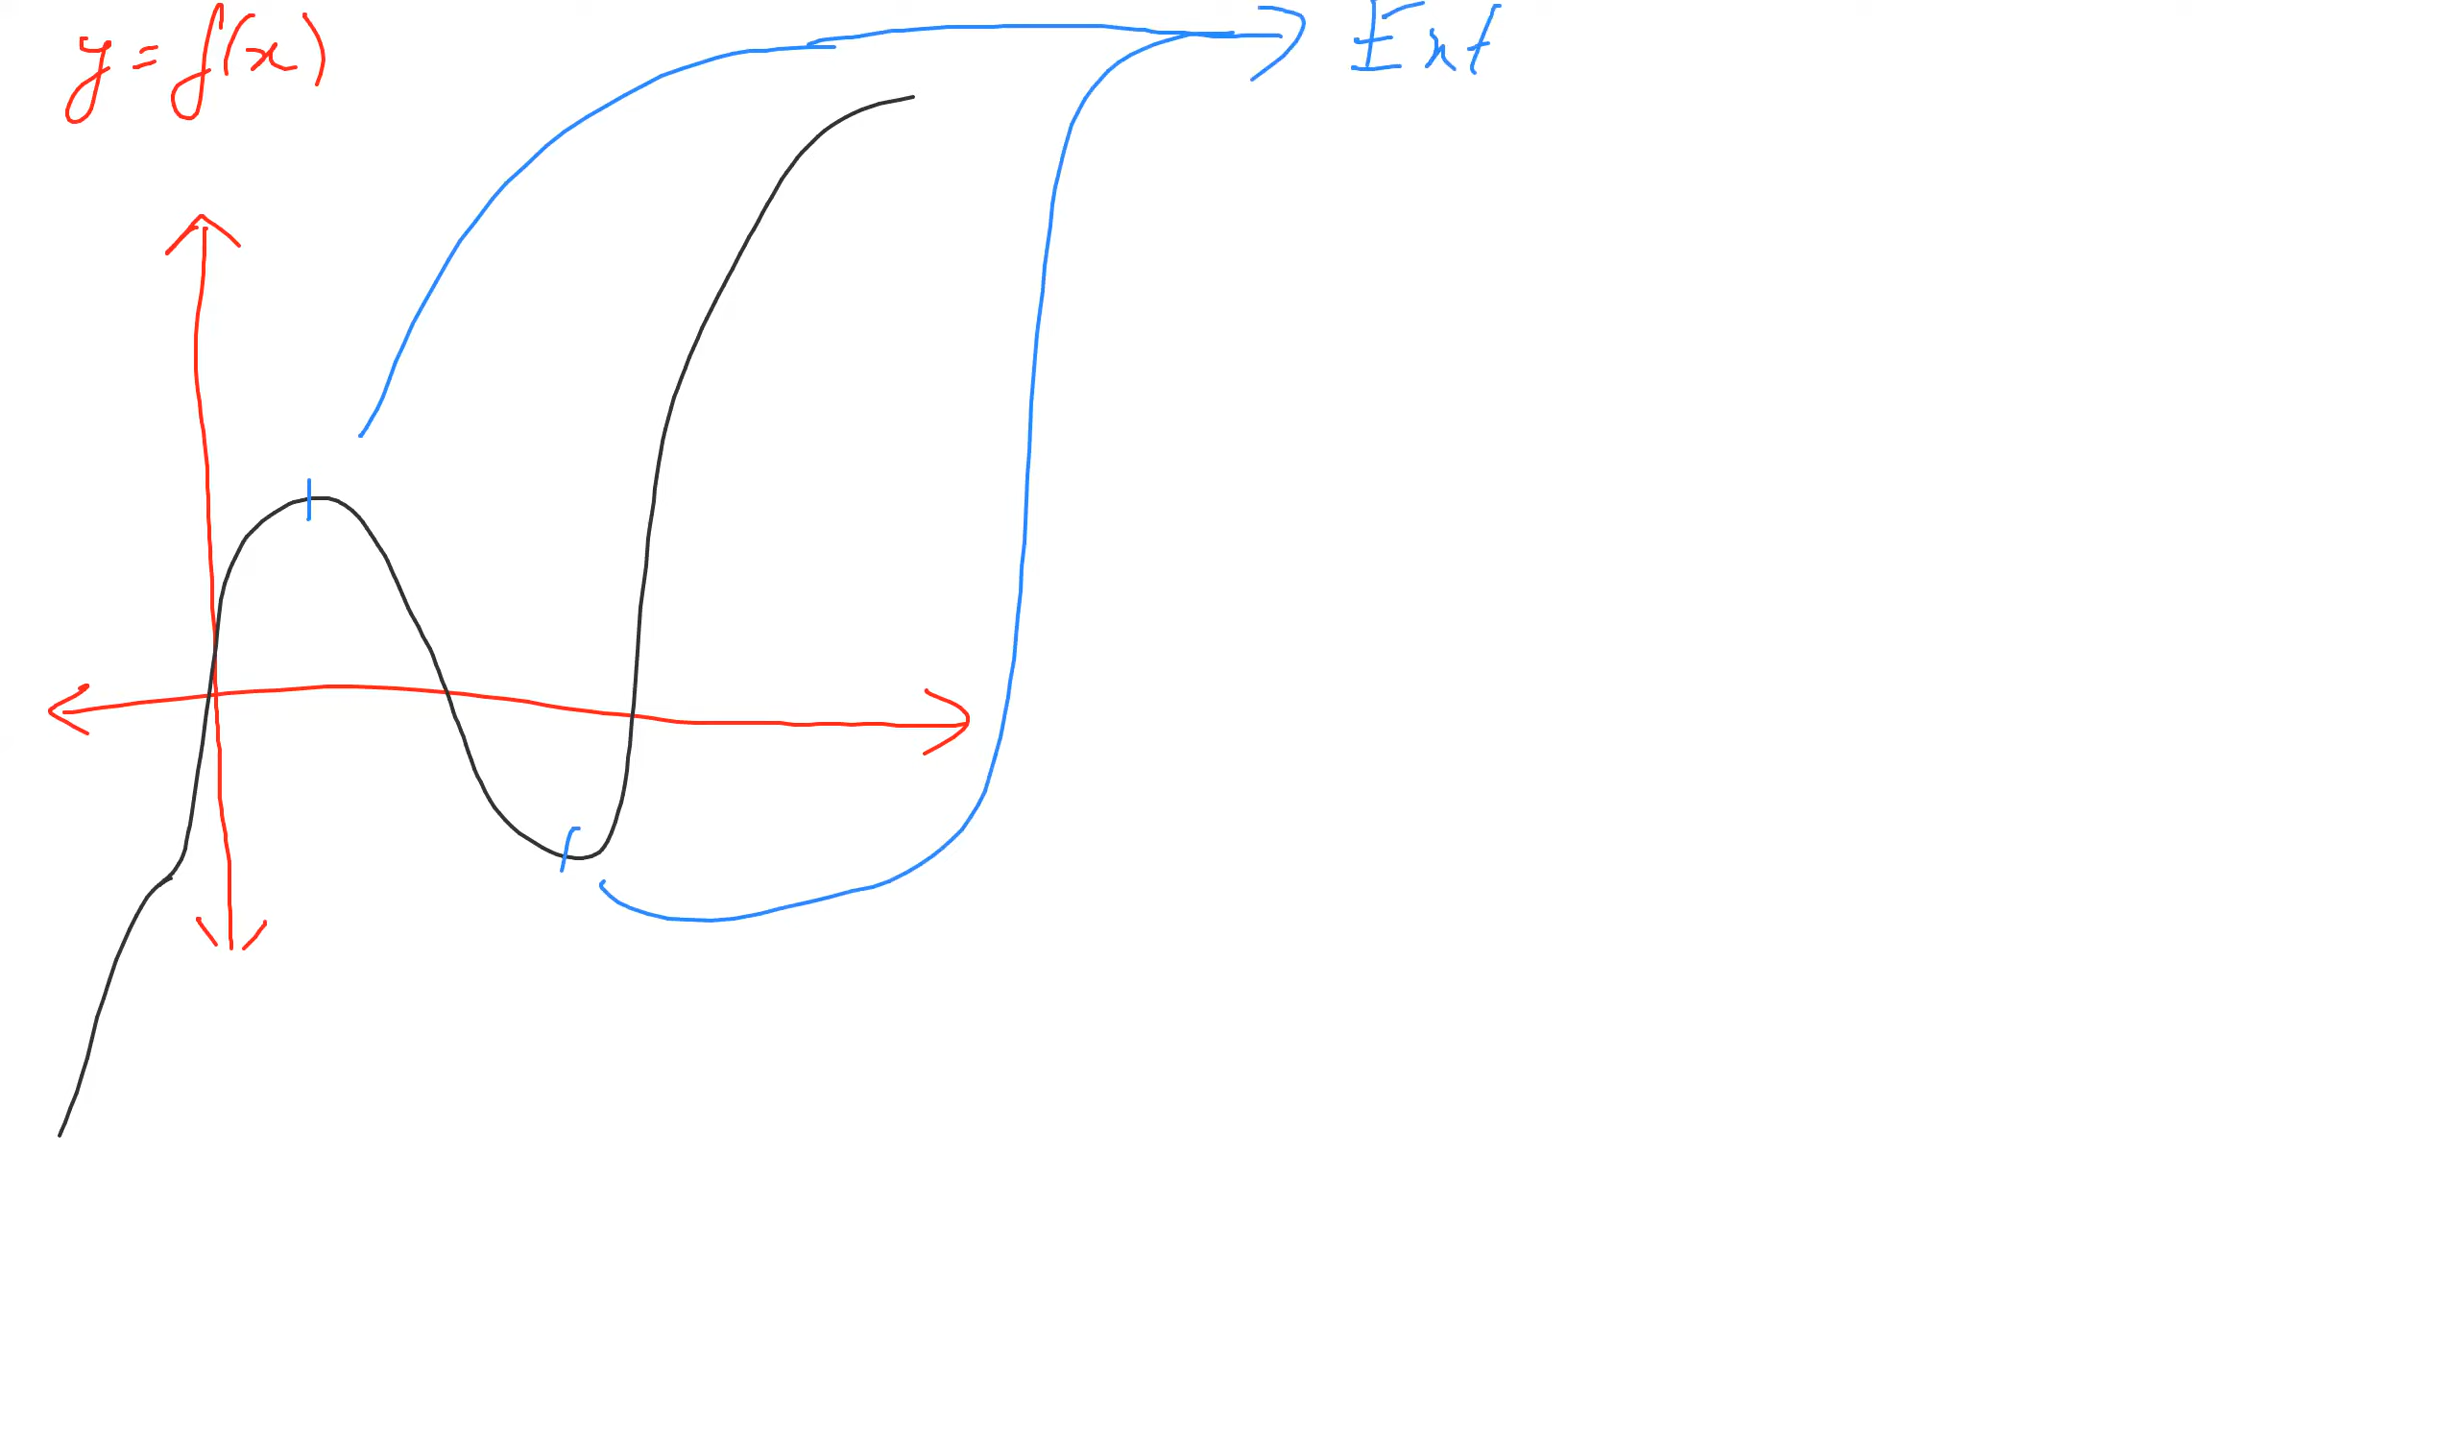 y = f(x)
Ext